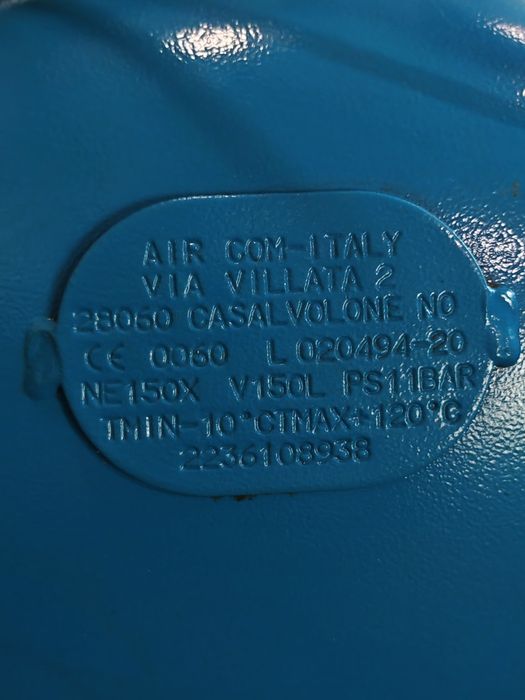 AIR COM-ITALY
VIA VILLATA 2
28060 CASALVOLONE NO
CE 0060 L 020494-20
NE150X V150L PS11BAR
TMIN-10°CTMAX+120°C
2236108938